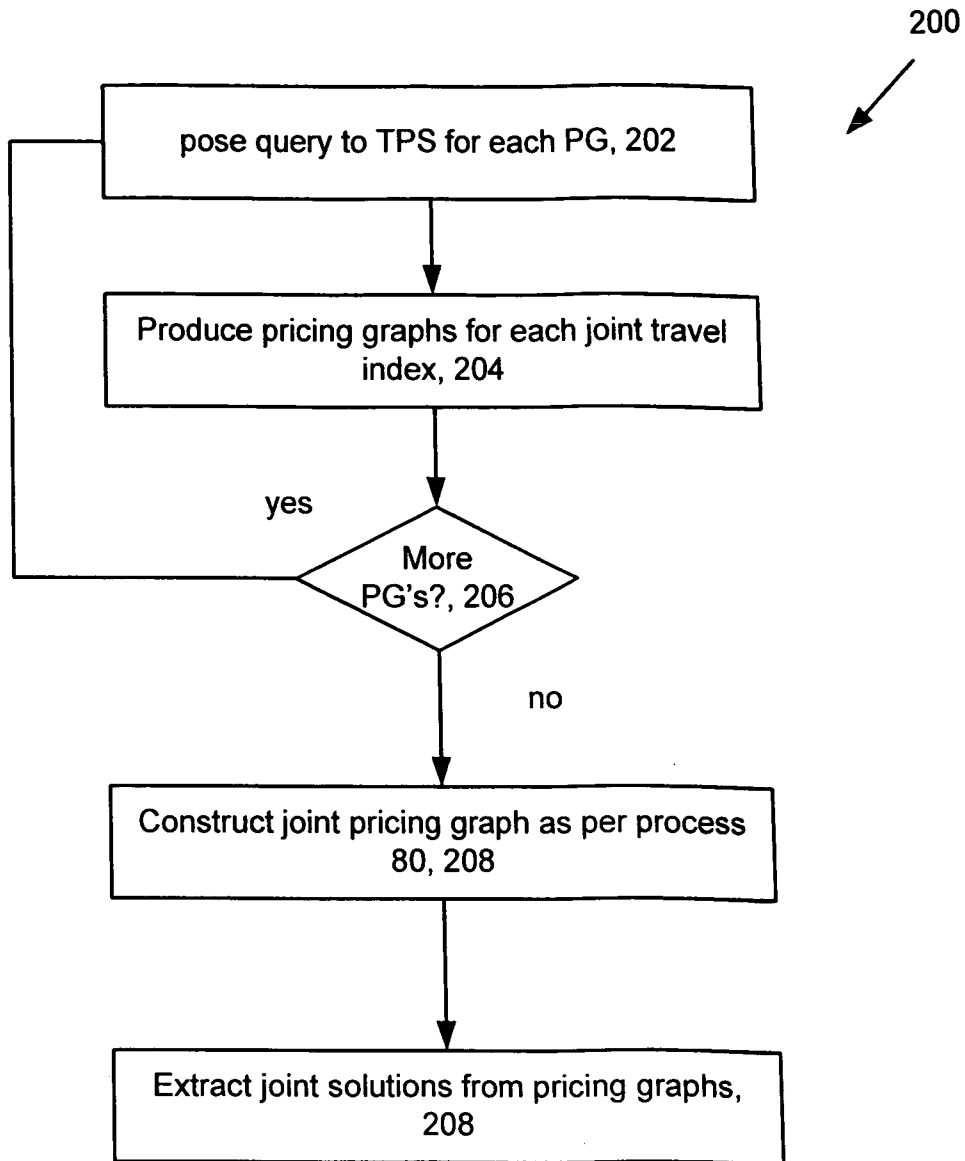 200
pose query to TPS for each PG, 202
Produce pricing graphs for each joint travel
index, 204
yes
More
PG's?, 206
no
Construct joint pricing graph as per process
80, 208
Extract joint solutions from pricing graphs,
208